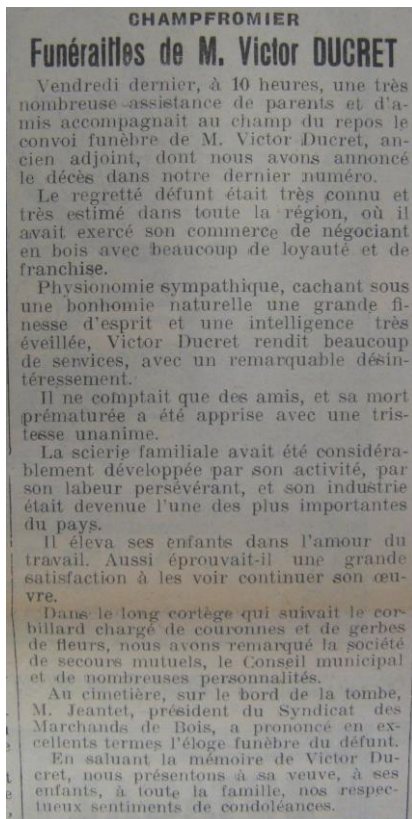 CHAMPFROMIER
Funérailles de M. Victor DUCRET
Vendredi dernier, à 10 heures, une très
nombreuse assistance de parents et d'a-
mis accompagnait au champ du repos le
convoi funèbre de M. Victor Ducret, an-
cien adjoint, dont nous avons annoncé
le décès dans notre dernier numéro.
Le regretté défunt était très connu et
très estimé dans toute la région, où il
avait exercé son commerce de négociant
en bois avec beaucoup de loyauté et de
franchise.
Physionomie sympathique, cachant sous
une bonhomie naturelle une grande fi-
nesse d'esprit et une intelligence très
éveillée, Victor Ducret rendit beaucoup
de services, avec un remarquable désin-
téressement.
Il ne comptait que des amis, et sa mort
prématurée a été apprise avec une tris-
tesse unanime.
La scierie familiale avait été considéra-
blement développée par son activité, par
son labeur persévérant, et son industrie
était devenue l'une des plus importantes
du pays.
Il éleva ses enfants dans l'amour du
travail. Aussi éprouvait-il une grande
satisfaction à les voir continuer son œu-
vre.
Dans le long cortège qui suivait le cor-
billard chargé de couronnes et de gerbes
de fleurs, nous avons remarqué la société
de secours mutuels, le Conseil municipal
et de nombreuses personnalités.
Au cimetière, sur le bord de la tombe,
M. Jeantet, président du Syndicat des
Marchands de Bois, a prononcé en ex-
cellents termes l'éloge funèbre du défunt.
En saluant la mémoire de Victor Du-
cret, nous présentons à sa veuve, à ses
enfants, à toute la famille, nos respec-
tueux sentiments de condoléances.